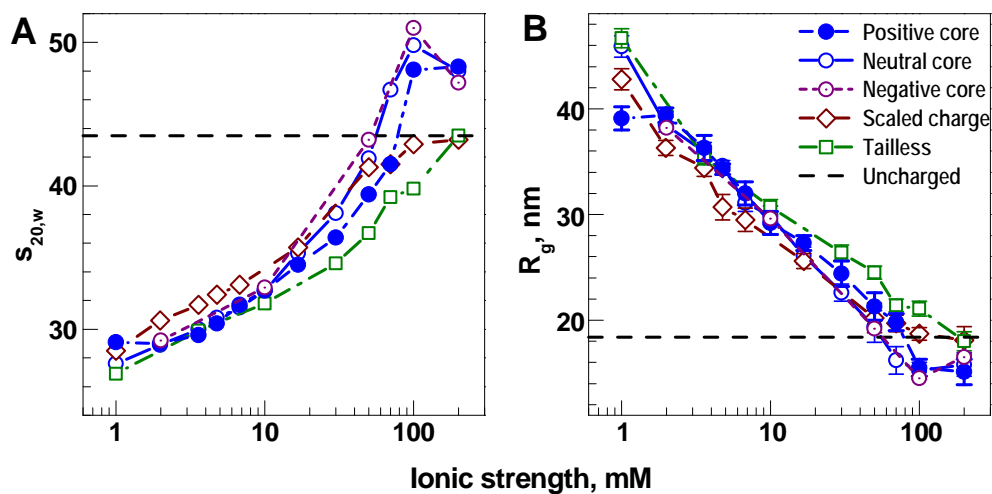 A
s20,w
50
40
30
1
10
100
B
Rg, nm
40
30
20
1
10
100
Positive core
Neutral core
Negative core
Scaled charge
Tailless
Uncharged
Ionic strength, mM